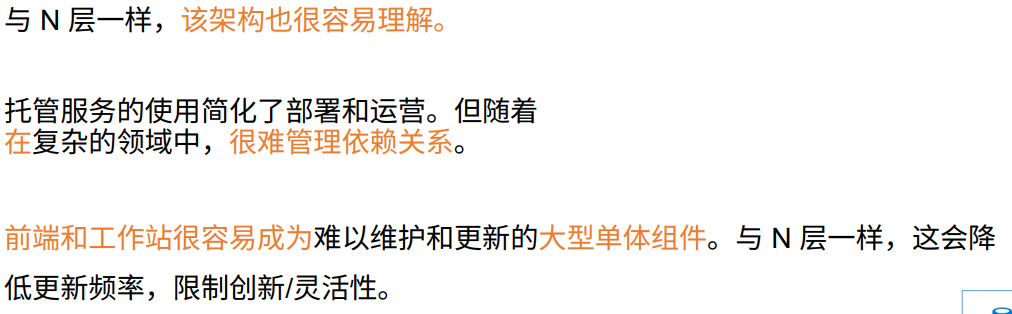 与 N 层一样，该架构也很容易理解。
托管服务的使用简化了部署和运营。但随着
在复杂的领域中，很难管理依赖关系。
前端和工作站很容易成为难以维护和更新的大型单体组件。与 N 层一样，这会降
低更新频率，限制创新/灵活性。